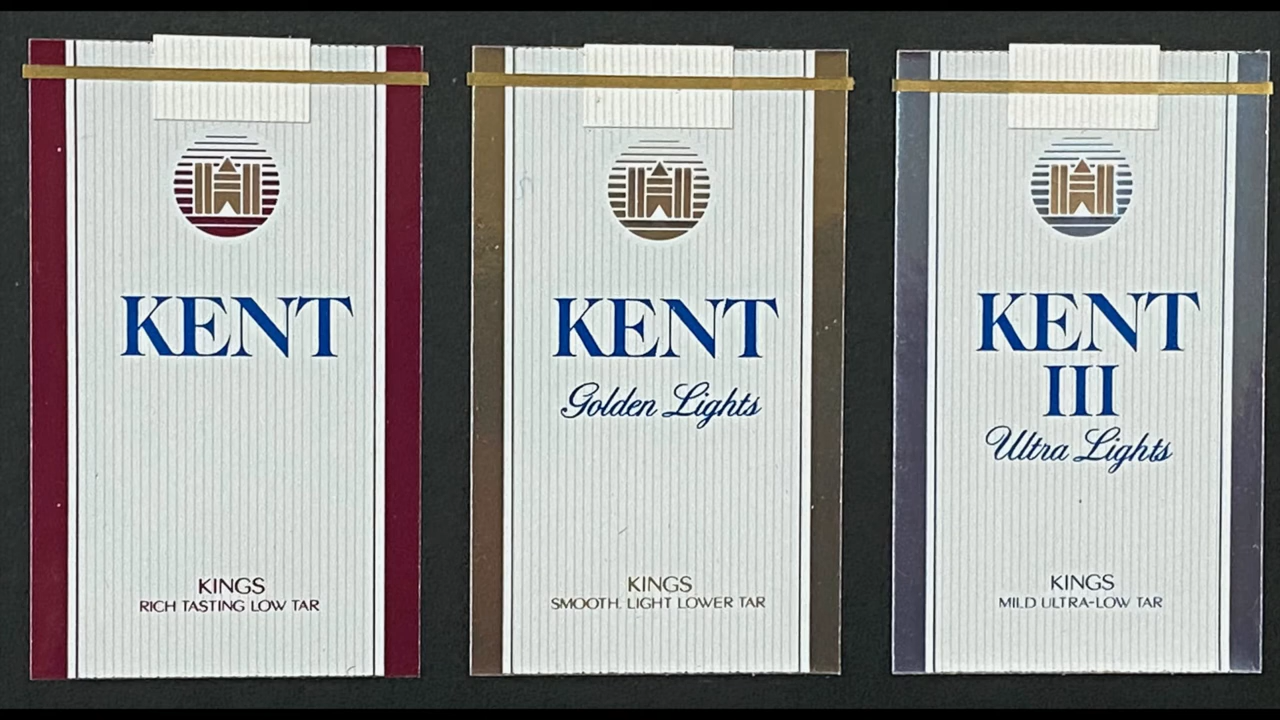 KENT
KINGS
RICH TASTING LOW TAR
KENT
Golden Lights
KINGS
SMOOTH. LIGHT LOWER TAR
KENT
III
Ultra Lights
KINGS
MILD ULTRA-LOW TAR